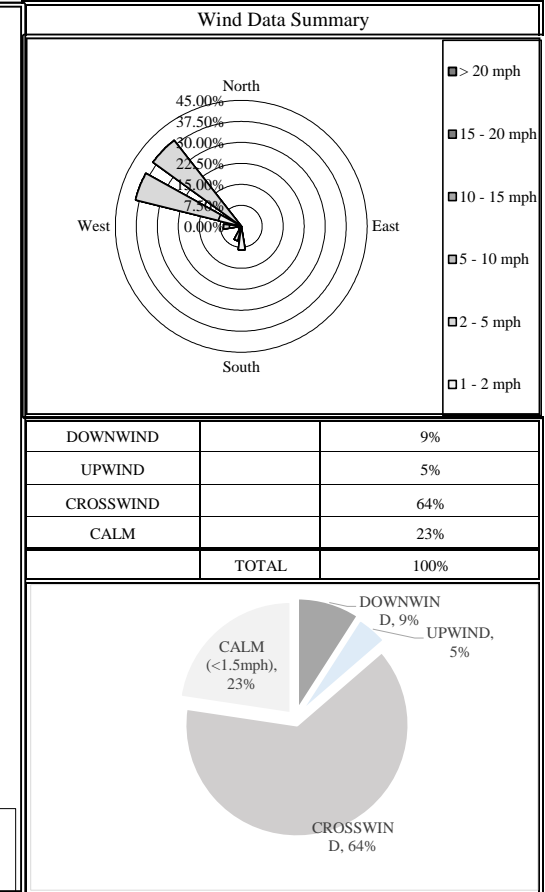 Wind Data Summary
North
45.00%
37.50%
30.00%
22.50%
15.00%
7.50%
0.00%
West
East
South
> 20 mph
15 - 20 mph
10 - 15 mph
5 - 10 mph
2 - 5 mph
1 - 2 mph
DOWNWIND 9%
UPWIND 5%
CROSSWIND 64%
CALM 23%
TOTAL 100%
DOWNWIN
D, 9%
UPWIND,
5%
CALM
(<1.5mph),
23%
CROSSWIN
D, 64%